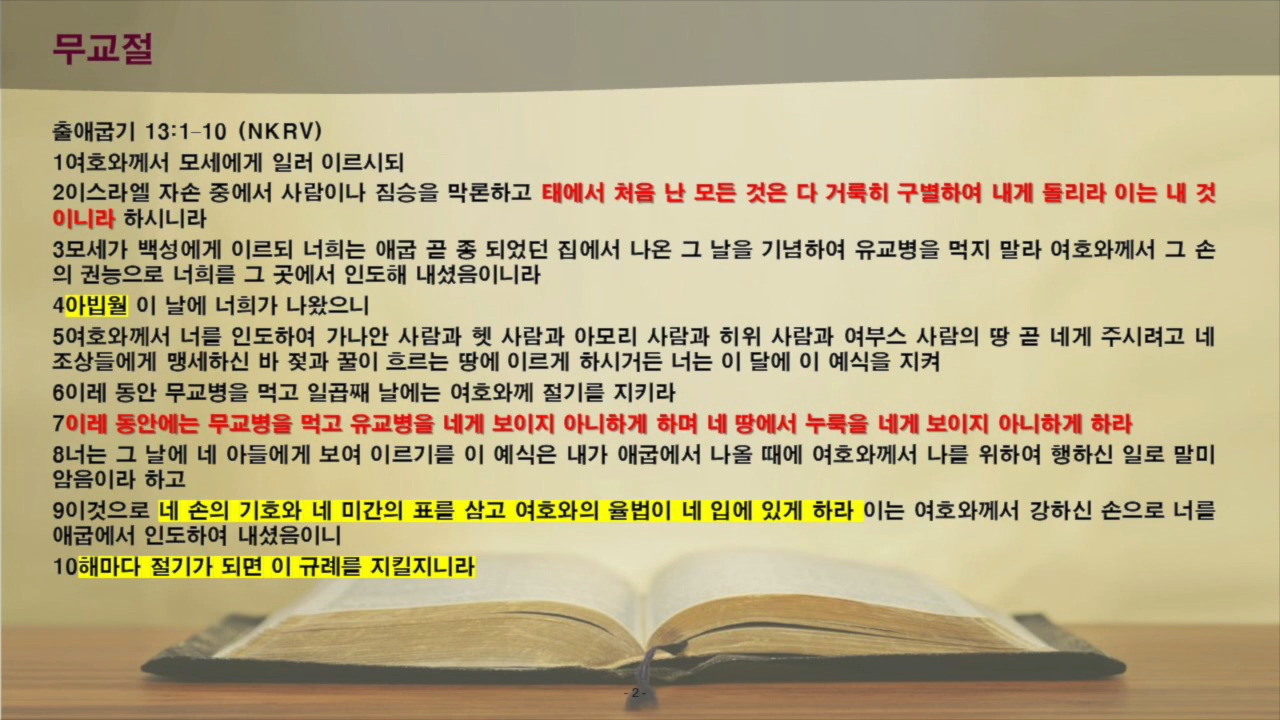 무교절
출애굽기 13:1-10 (NKRV)
1여호와께서 모세에게 일러 이르시되
2이스라엘 자손 중에서 사람이나 짐승을 막론하고 태에서 처음 난 모든 것은 다 거룩히 구별하여 내게 돌리라 이는 내 것
이니라 하시니라
3모세가 백성에게 이르되 너희는 애굽 곧 종 되었던 집에서 나온 그 날을 기념하여 유교병을 먹지 말라 여호와께서 그 손
의 권능으로 너희를 그 곳에서 인도해 내셨음이니라
4아빕월 이 날에 너희가 나왔으니
5여호와께서 너를 인도하여 가나안 사람과 헷 사람과 아모리 사람과 히위 사람과 여부스 사람의 땅 곧 네게 주시려고 네
조상들에게 맹세하신 바 젖과 꿀이 흐르는 땅에 이르게 하시거든 너는 이 달에 이 예식을 지켜
6이레 동안 무교병을 먹고 일곱째 날에는 여호와께 절기를 지키라
7이레 동안에는 무교병을 먹고 유교병을 네게 보이지 아니하게 하며 네 땅에서 누룩을 네게 보이지 아니하게 하라
8너는 그 날에 네 아들에게 보여 이르기를 이 예식은 내가 애굽에서 나올 때에 여호와께서 나를 위하여 행하신 일로 말미
암음이라 하고
9이것으로 네 손의 기호와 네 미간의 표를 삼고 여호와의 율법이 네 입에 있게 하라 이는 여호와께서 강하신 손으로 너를
애굽에서 인도하여 내셨음이니
10해마다 절기가 되면 이 규례를 지킬지니라
- 2 -